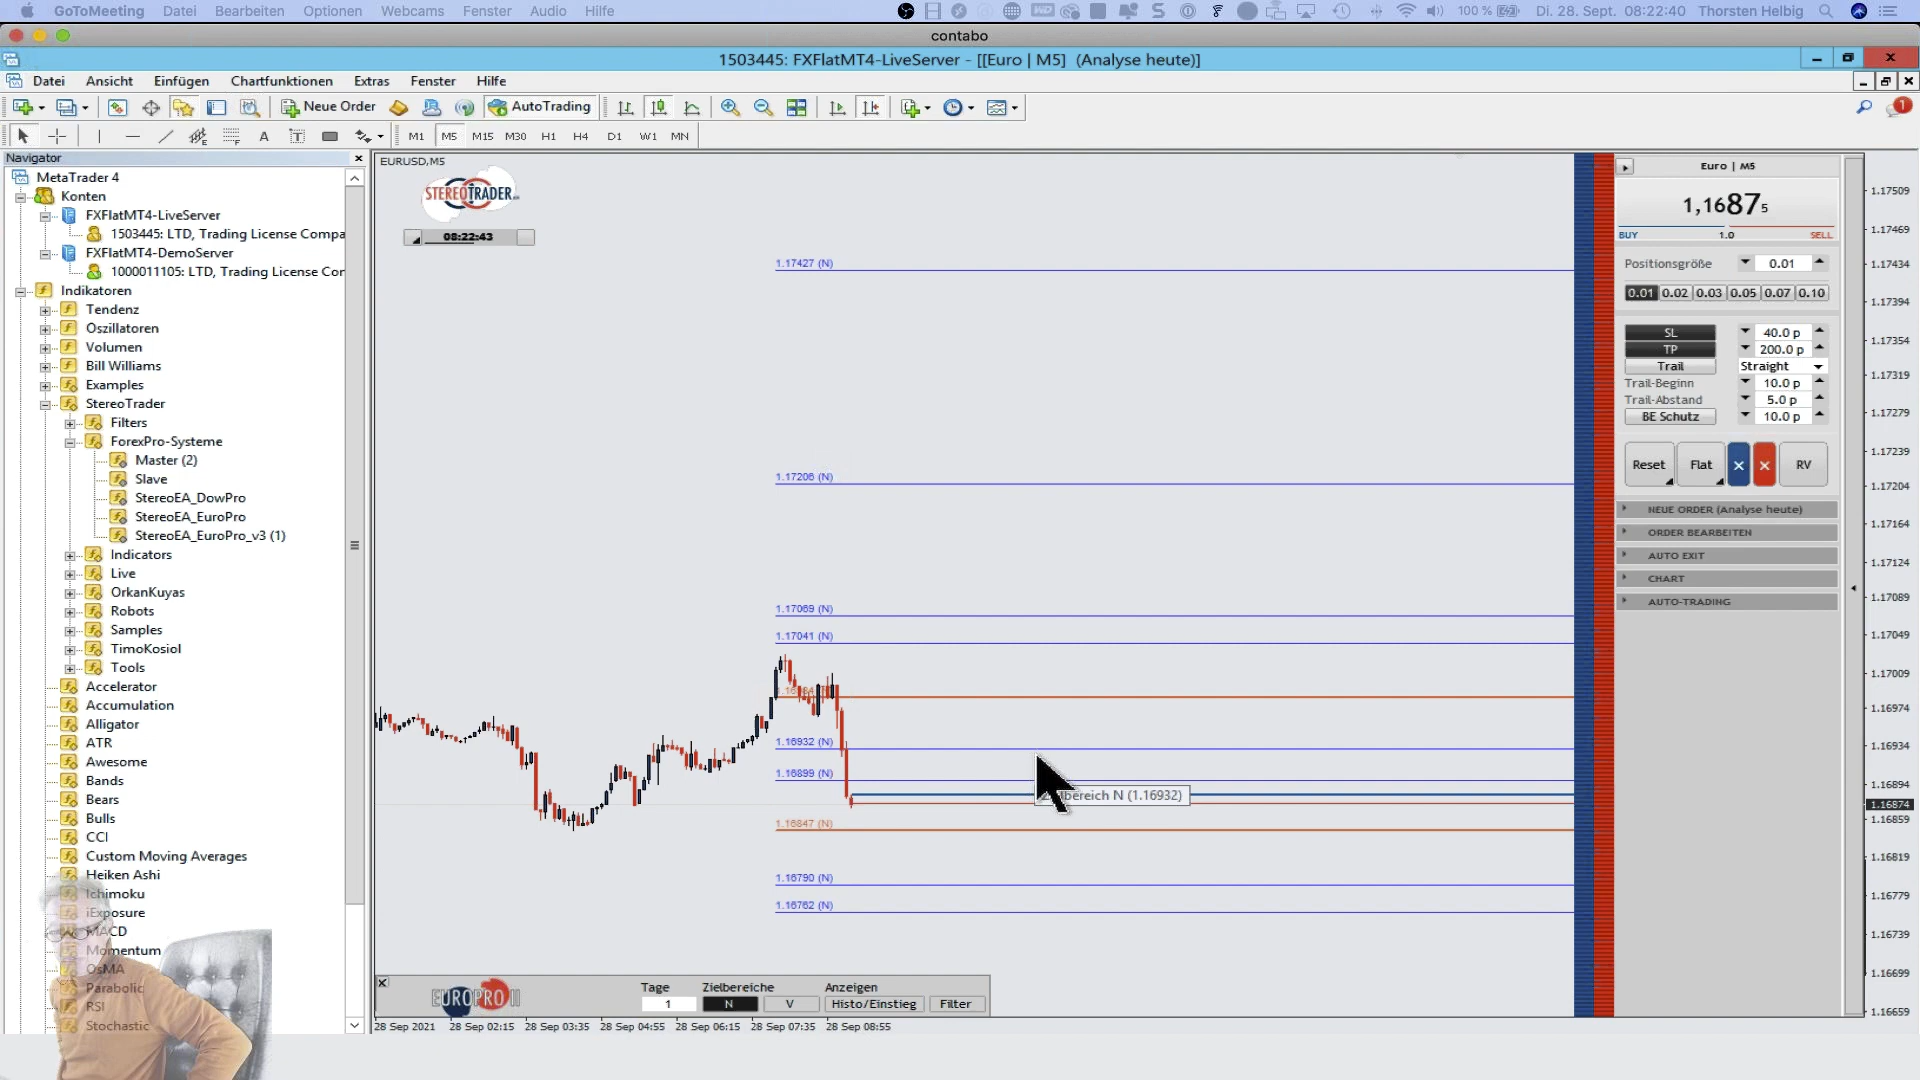 GoToMeeting Datei Bearbeiten Optionen Webcams Fenster Audio Hilfe 100 % Di. 28. Sept. 08:22:40 Thorsten Helbig
contabo
1503445: FXFlatMT4-LiveServer - [[Euro | M5] (Analyse heute)]
Datei Ansicht Einfügen Chartfunktionen Extras Fenster Hilfe
Neue Order AutoTrading 1
A T M1 M5 M15 M30 H1 H4 D1 W1 MN
Navigator
MetaTrader 4
Konten
FXFlatMT4-LiveServer
1503445: LTD, Trading License Compa
FXFlatMT4-DemoServer
1000011105: LTD, Trading License Cor
Indikatoren
Tendenz
Oszillatoren
Volumen
Bill Williams
Examples
StereoTrader
Filters
ForexPro-Systeme
Master (2)
Slave
StereoEA_DowPro
StereoEA_EuroPro
StereoEA_EuroPro_v3 (1)
Indicators
Live
OrkanKuyas
Robots
Samples
TimoKosiol
Tools
Accelerator
Accumulation
Alligator
ATR
Awesome
Bands
Bears
Bulls
CCI
Custom Moving Averages
Heiken Ashi
Ichimoku
iExposure
MACD
Momentum
OsMA
Parabolic
RSI
Stochastic
EURUSD,M5
STEREOTRADER
08:22:43
1.17427 (N)
1.17206 (N)
1.17069 (N)
1.17041 (N)
1.16932 (N)
1.16899 (N)
bereich N (1.16932)
1.16847 (N)
1.16790 (N)
1.16762 (N)
EUROPRO II
Tage Zielbereiche Anzeigen
1 N V Histo/Einstieg Filter
28 Sep 2021 28 Sep 02:15 28 Sep 03:35 28 Sep 04:55 28 Sep 06:15 28 Sep 07:35 28 Sep 08:55
Euro | M5
1,16875
BUY 1.0 SELL
Positionsgröße 0.01
0.01 0.02 0.03 0.05 0.07 0.10
SL 40.0 p
TP 200.0 p
Trail Straight
Trail-Beginn 10.0 p
Trail-Abstand 5.0 p
BE Schutz 10.0 p
Reset Flat × × RV
NEUE ORDER (Analyse heute)
ORDER BEARBEITEN
AUTO EXIT
CHART
AUTO-TRADING
1.17509
1.17469
1.17434
1.17394
1.17354
1.17319
1.17279
1.17239
1.17204
1.17164
1.17124
1.17089
1.17049
1.17009
1.16974
1.16934
1.16894
1.16874
1.16859
1.16819
1.16779
1.16739
1.16699
1.16659